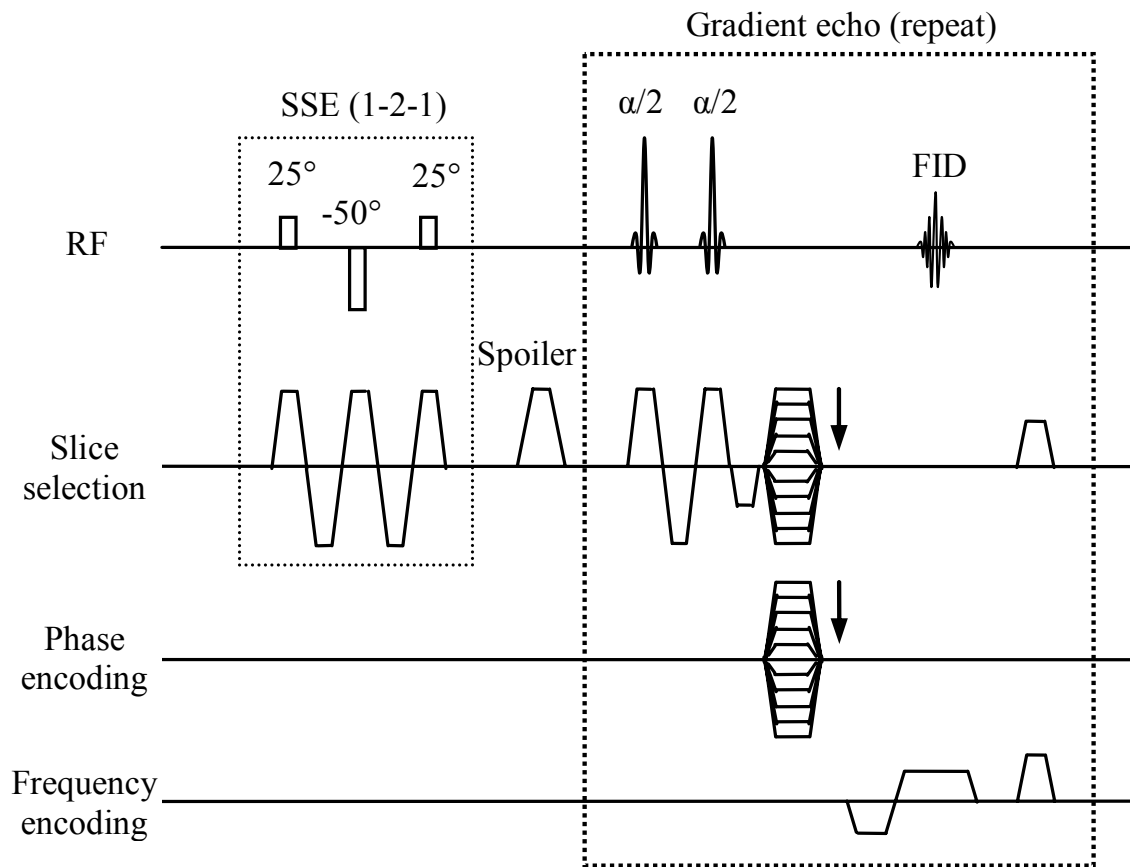 Gradient echo (repeat)
SSE (1-2-1)
α/2 α/2
25° -50° 25°
FID
RF
Spoiler
Slice
selection
Phase
encoding
Frequency
encoding